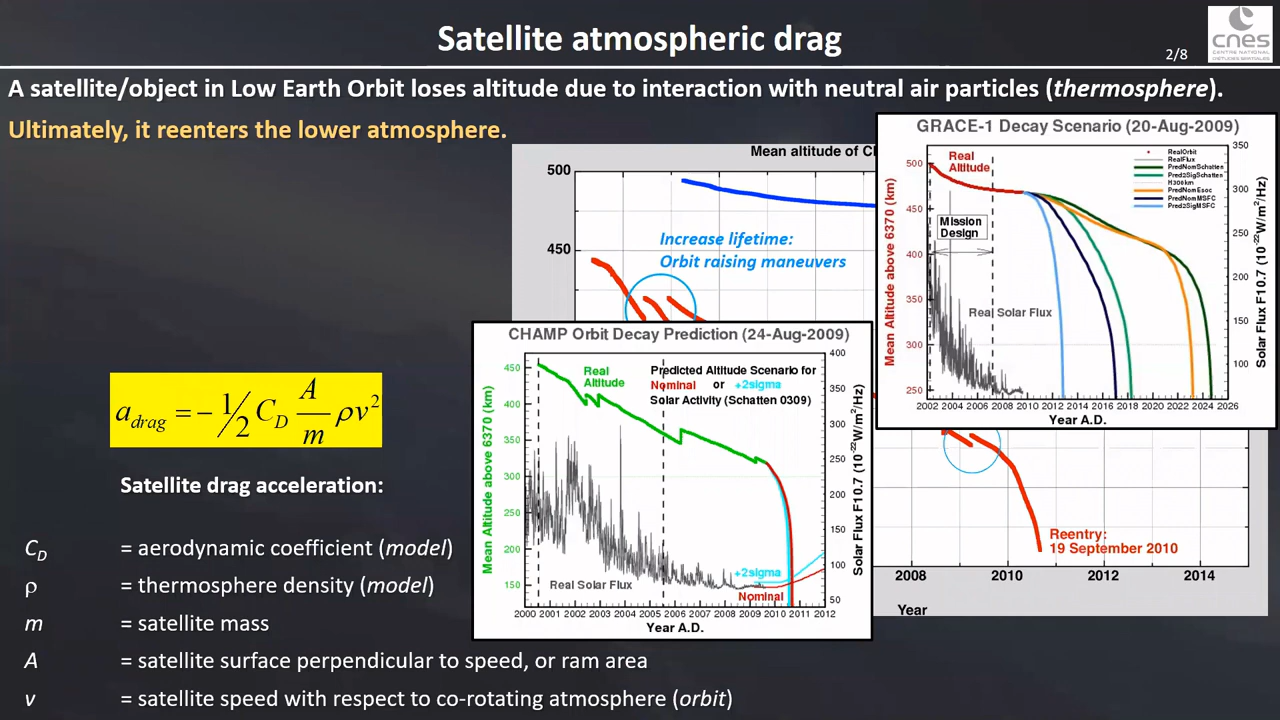 Satellite atmospheric drag
2/8
cnes
CENTRE NATIONAL
D'ÉTUDES SPATIALES
A satellite/object in Low Earth Orbit loses altitude due to interaction with neutral air particles (thermosphere).
Ultimately, it reenters the lower atmosphere.
Mean altitude of C
500
450
Increase lifetime:
Orbit raising maneuvers
Reentry:
19 September 2010
2008 2010 2012 2014
Year
GRACE-1 Decay Scenario (20-Aug-2009)
Mean Altitude above 6370 (km)
500
450
400
350
300
250
Real
Altitude
Mission
Design
Real Solar Flux
RealOrbit
RealFlux
PredNomSchatten
Pred2SigSchatten
H300km
PredNomEsoc
PredNomMSFC
Pred2SigMSFC
350
300
250
200
150
100
Solar Flux F10.7 (10⁻²²W/m²/Hz)
2002 2004 2006 2008 2010 2012 2014 2016 2018 2020 2022 2024 2026
Year A.D.
CHAMP Orbit Decay Prediction (24-Aug-2009)
Mean Altitude above 6370 (km)
450
400
350
300
250
200
150
Real
Altitude
Predicted Altitude Scenario for
Nominal or +2sigma
Solar Activity (Schatten 0309)
Real Solar Flux
+2sigma
Nominal
400
350
300
250
200
150
100
50
Solar Flux F10.7 (10⁻²²W/m²/Hz)
2000 2001 2002 2003 2004 2005 2006 2007 2008 2009 2010 2011 2012
Year A.D.
a_drag = - 1/2 C_D A/m ρv²
Satellite drag acceleration:
C_D = aerodynamic coefficient (model)
ρ = thermosphere density (model)
m = satellite mass
A = satellite surface perpendicular to speed, or ram area
v = satellite speed with respect to co-rotating atmosphere (orbit)